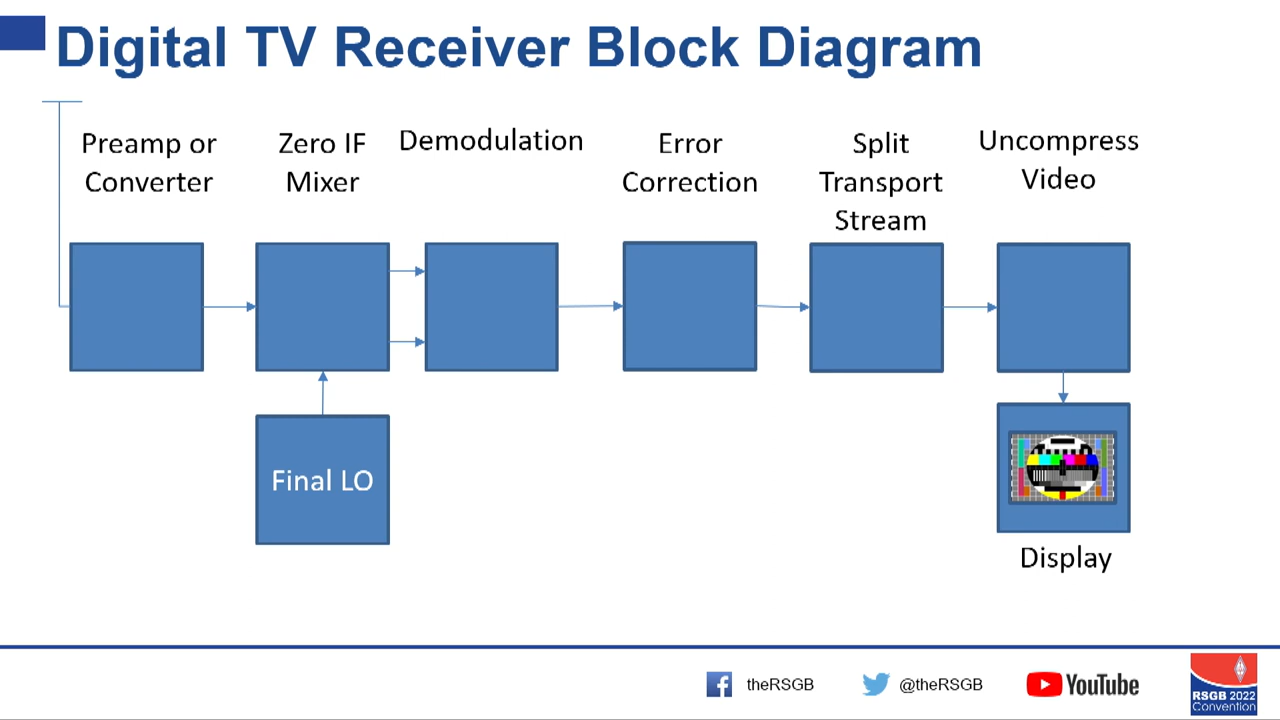 Digital TV Receiver Block Diagram
Preamp or
Converter
Zero IF
Mixer
Demodulation
Error
Correction
Split
Transport
Stream
Uncompress
Video
Final LO
Display
theRSGB
@theRSGB
YouTube
RSGB 2022
Convention